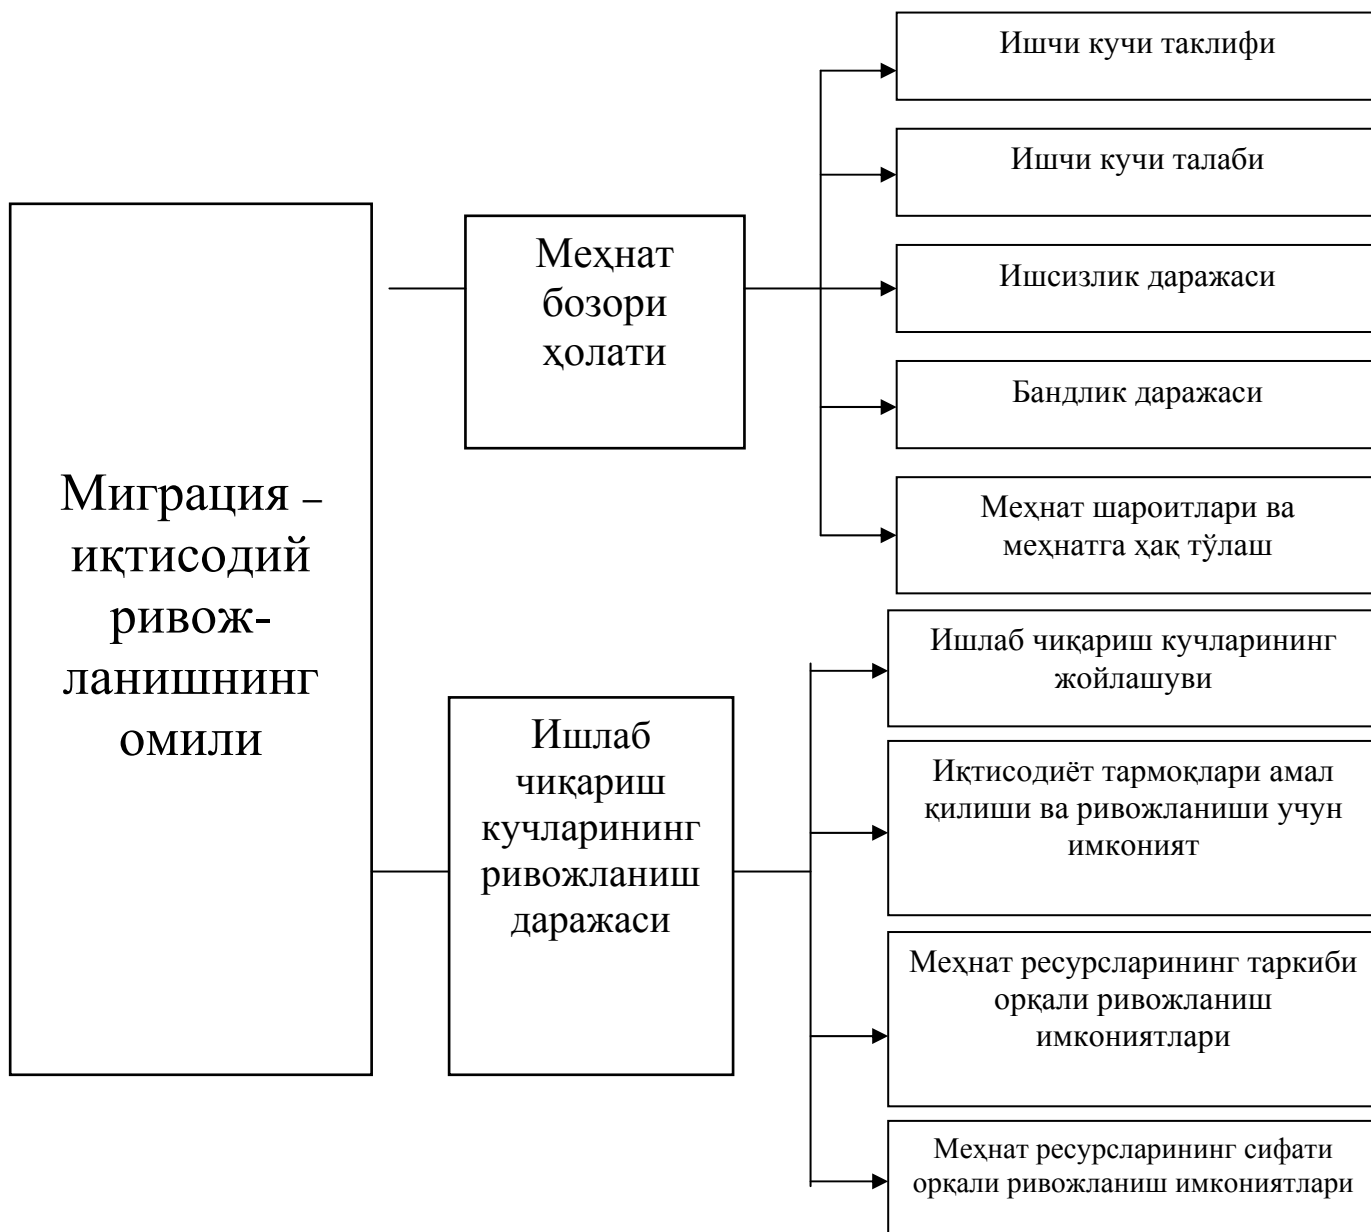 Миграция –
иқтисодий
ривож-
ланишнинг
омили
Меҳнат
бозори
ҳолати
Ишчи кучи таклифи
Ишчи кучи талаби
Ишсизлик даражаси
Бандлик даражаси
Меҳнат шароитлари ва
меҳнатга ҳақ тўлаш
Ишлаб
чиқариш
кучларининг
ривожланиш
даражаси
Ишлаб чиқариш кучларининг
жойлашуви
Иқтисодиёт тармоқлари амал
қилиши ва ривожланиши учун
имконият
Меҳнат ресурсларининг таркиби
орқали ривожланиш
имкониятлари
Меҳнат ресурсларининг сифати
орқали ривожланиш имкониятлари